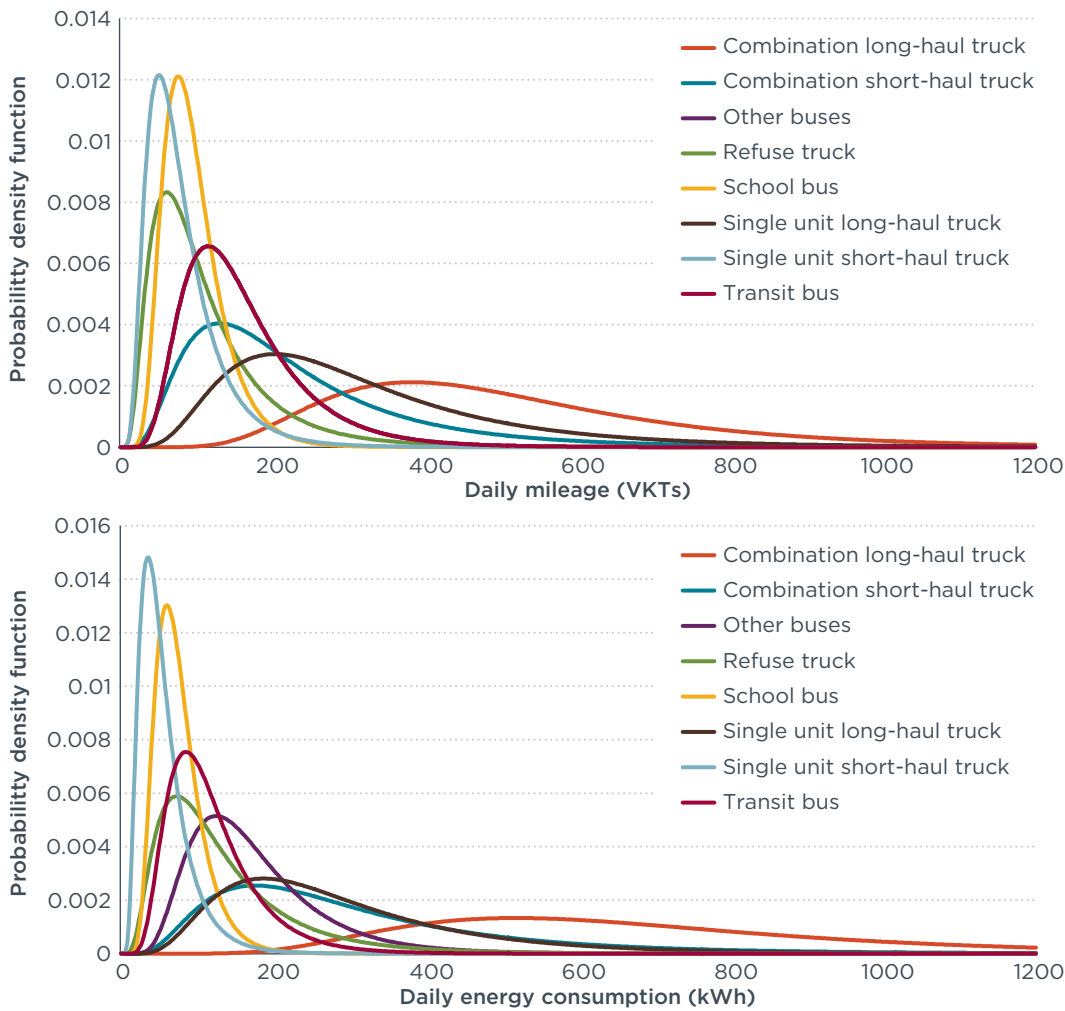 Probability density function
0.014
0.012
0.01
0.008
0.006
0.004
0.002
0
Combination long-haul truck
Combination short-haul truck
Other buses
Refuse truck
School bus
Single unit long-haul truck
Single unit short-haul truck
Transit bus
0 200 400 600 800 1000 1200
Daily mileage (VKTs)
Probability density function
0.016
0.014
0.012
0.01
0.008
0.006
0.004
0.002
0
Combination long-haul truck
Combination short-haul truck
Other buses
Refuse truck
School bus
Single unit long-haul truck
Single unit short-haul truck
Transit bus
0 200 400 600 800 1000 1200
Daily energy consumption (kWh)